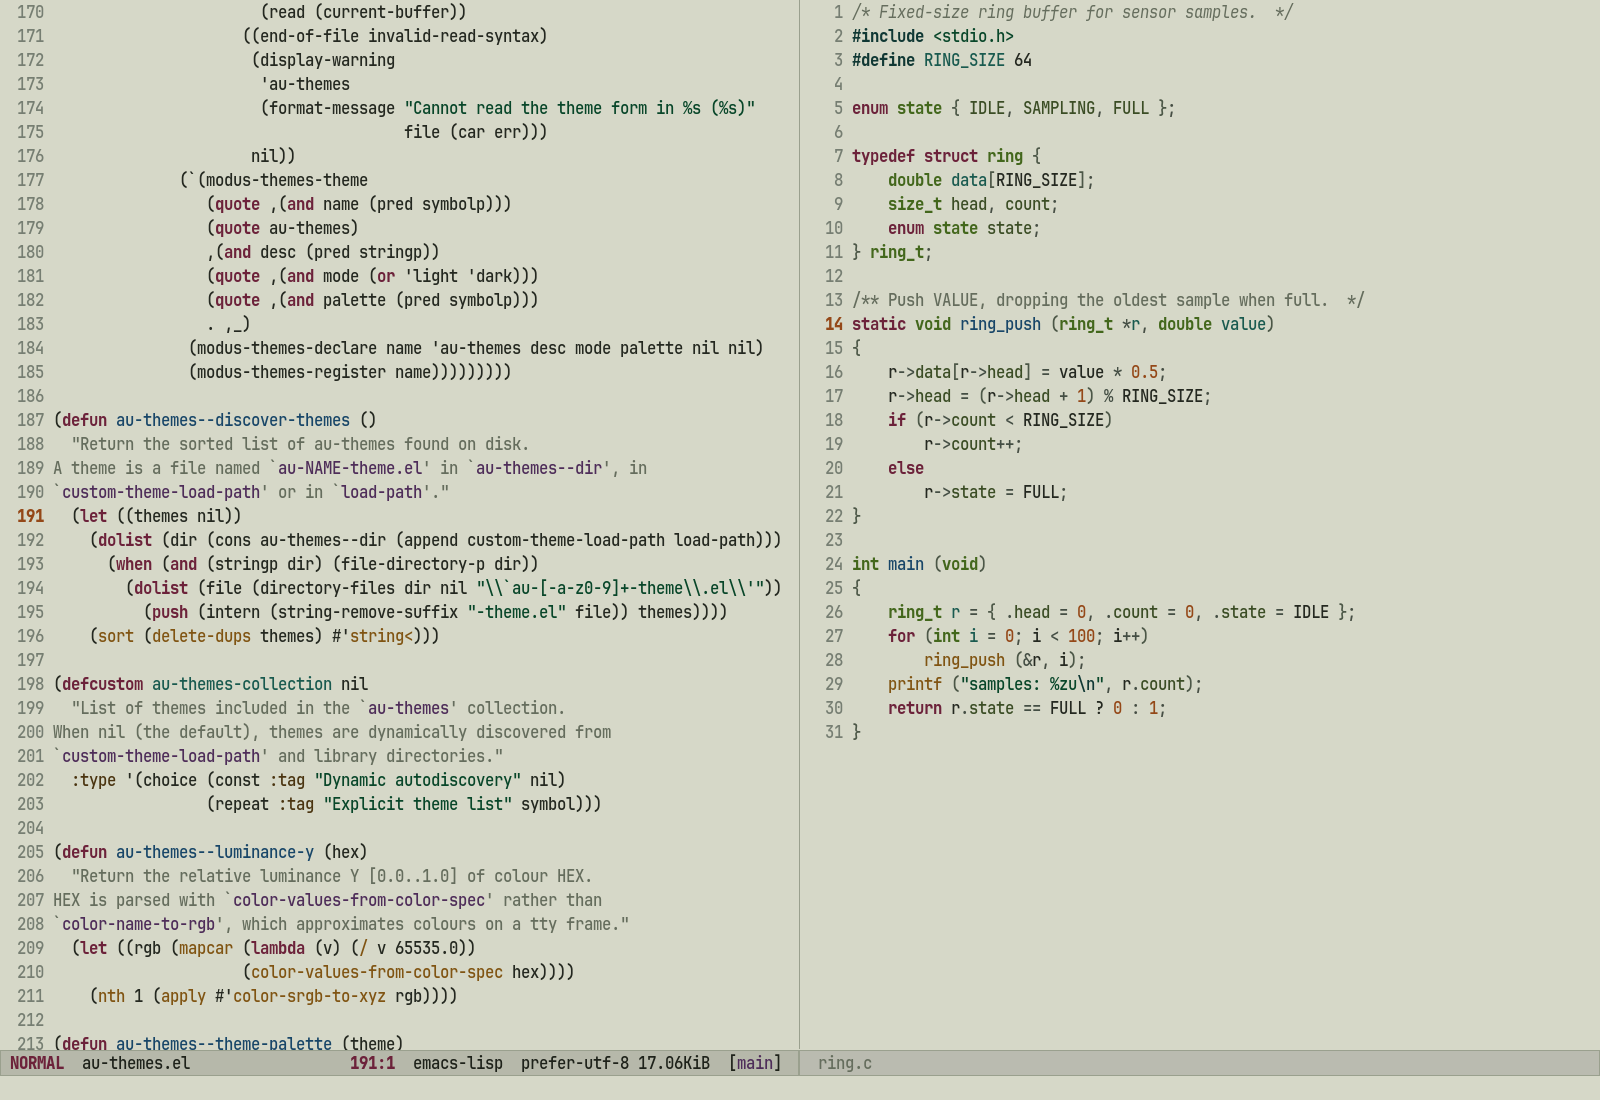 170                        (read (current-buffer))
171                      ((end-of-file invalid-read-syntax)
172                       (display-warning
173                        'au-themes
174                        (format-message "Cannot read the theme form in %s (%s)"
175                                        file (car err)))
176                       nil))
177               (`(modus-themes-theme
178                  (quote ,(and name (pred symbolp)))
179                  (quote au-themes)
180                  ,(and desc (pred stringp))
181                  (quote ,(and mode (or 'light 'dark)))
182                  (quote ,(and palette (pred symbolp)))
183                  . ,_)
184                (modus-themes-declare name 'au-themes desc mode palette nil nil)
185                (modus-themes-register name)))))))))
186
187 (defun au-themes--discover-themes ()
188   "Return the sorted list of au-themes found on disk.
189 A theme is a file named `au-NAME-theme.el' in `au-themes--dir', in
190 `custom-theme-load-path' or in `load-path'."
191   (let ((themes nil))
192     (dolist (dir (cons au-themes--dir (append custom-theme-load-path load-path)))
193       (when (and (stringp dir) (file-directory-p dir))
194         (dolist (file (directory-files dir nil "\\`au-[-a-z0-9]+-theme\\.el\\'"))
195           (push (intern (string-remove-suffix "-theme.el" file)) themes))))
196     (sort (delete-dups themes) #'string<)))
197
198 (defcustom au-themes-collection nil
199   "List of themes included in the `au-themes' collection.
200 When nil (the default), themes are dynamically discovered from
201 `custom-theme-load-path' and library directories."
202   :type '(choice (const :tag "Dynamic autodiscovery" nil)
203                  (repeat :tag "Explicit theme list" symbol)))
204
205 (defun au-themes--luminance-y (hex)
206   "Return the relative luminance Y [0.0..1.0] of colour HEX.
207 HEX is parsed with `color-values-from-color-spec' rather than
208 `color-name-to-rgb', which approximates colours on a tty frame."
209   (let ((rgb (mapcar (lambda (v) (/ v 65535.0))
210                      (color-values-from-color-spec hex))))
211     (nth 1 (apply #'color-srgb-to-xyz rgb))))
212
213 (defun au-themes--theme-palette (theme)
NORMAL  au-themes.el  191:1  emacs-lisp  prefer-utf-8 17.06KiB  [main]
1 /* Fixed-size ring buffer for sensor samples.  */
2 #include <stdio.h>
3 #define RING_SIZE 64
4
5 enum state { IDLE, SAMPLING, FULL };
6
7 typedef struct ring {
8     double data[RING_SIZE];
9     size_t head, count;
10     enum state state;
11 } ring_t;
12
13 /** Push VALUE, dropping the oldest sample when full.  */
14 static void ring_push (ring_t *r, double value)
15 {
16     r->data[r->head] = value * 0.5;
17     r->head = (r->head + 1) % RING_SIZE;
18     if (r->count < RING_SIZE)
19         r->count++;
20     else
21         r->state = FULL;
22 }
23
24 int main (void)
25 {
26     ring_t r = { .head = 0, .count = 0, .state = IDLE };
27     for (int i = 0; i < 100; i++)
28         ring_push (&r, i);
29     printf ("samples: %zu\n", r.count);
30     return r.state == FULL ? 0 : 1;
31 }
ring.c